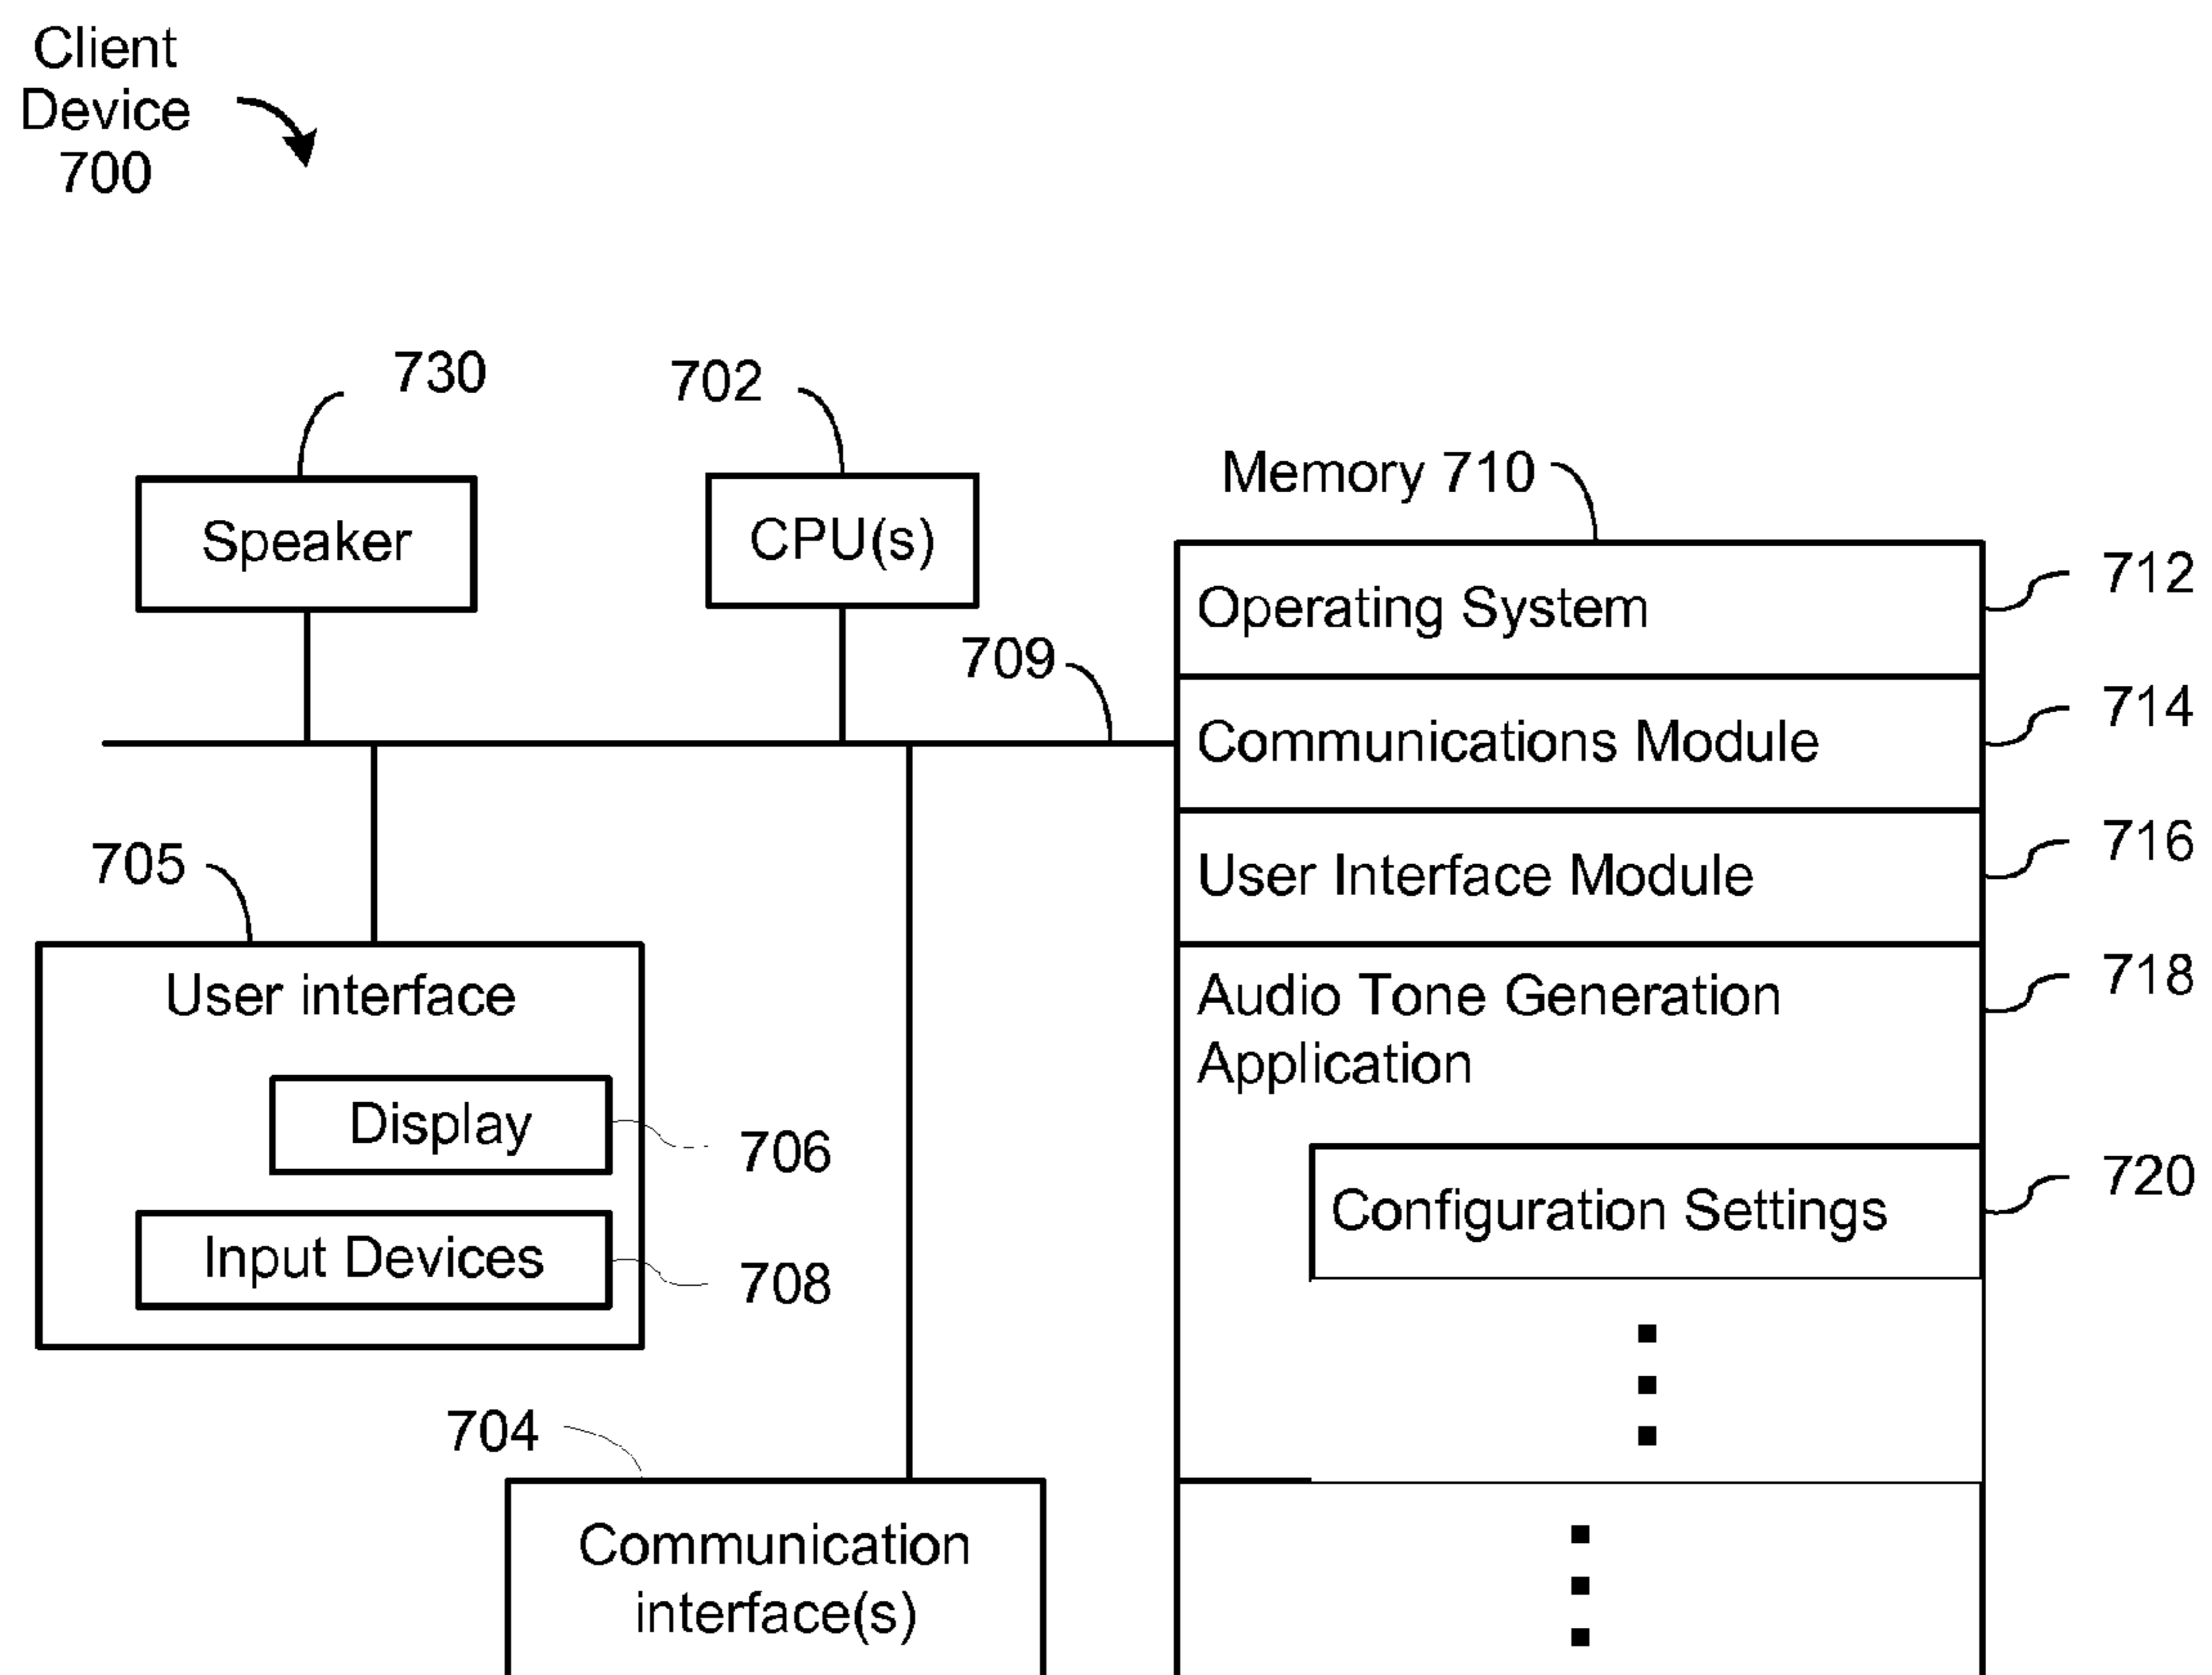 Client
Device
700
730
702
Memory 710
Speaker
CPU(s)
Operating System
712
709
Communications Module
714
User Interface Module
716
705
User interface
Audio Tone Generation
Application
718
Display
706
Configuration Settings
720
Input Devices
708
704
Communication
interface(s)